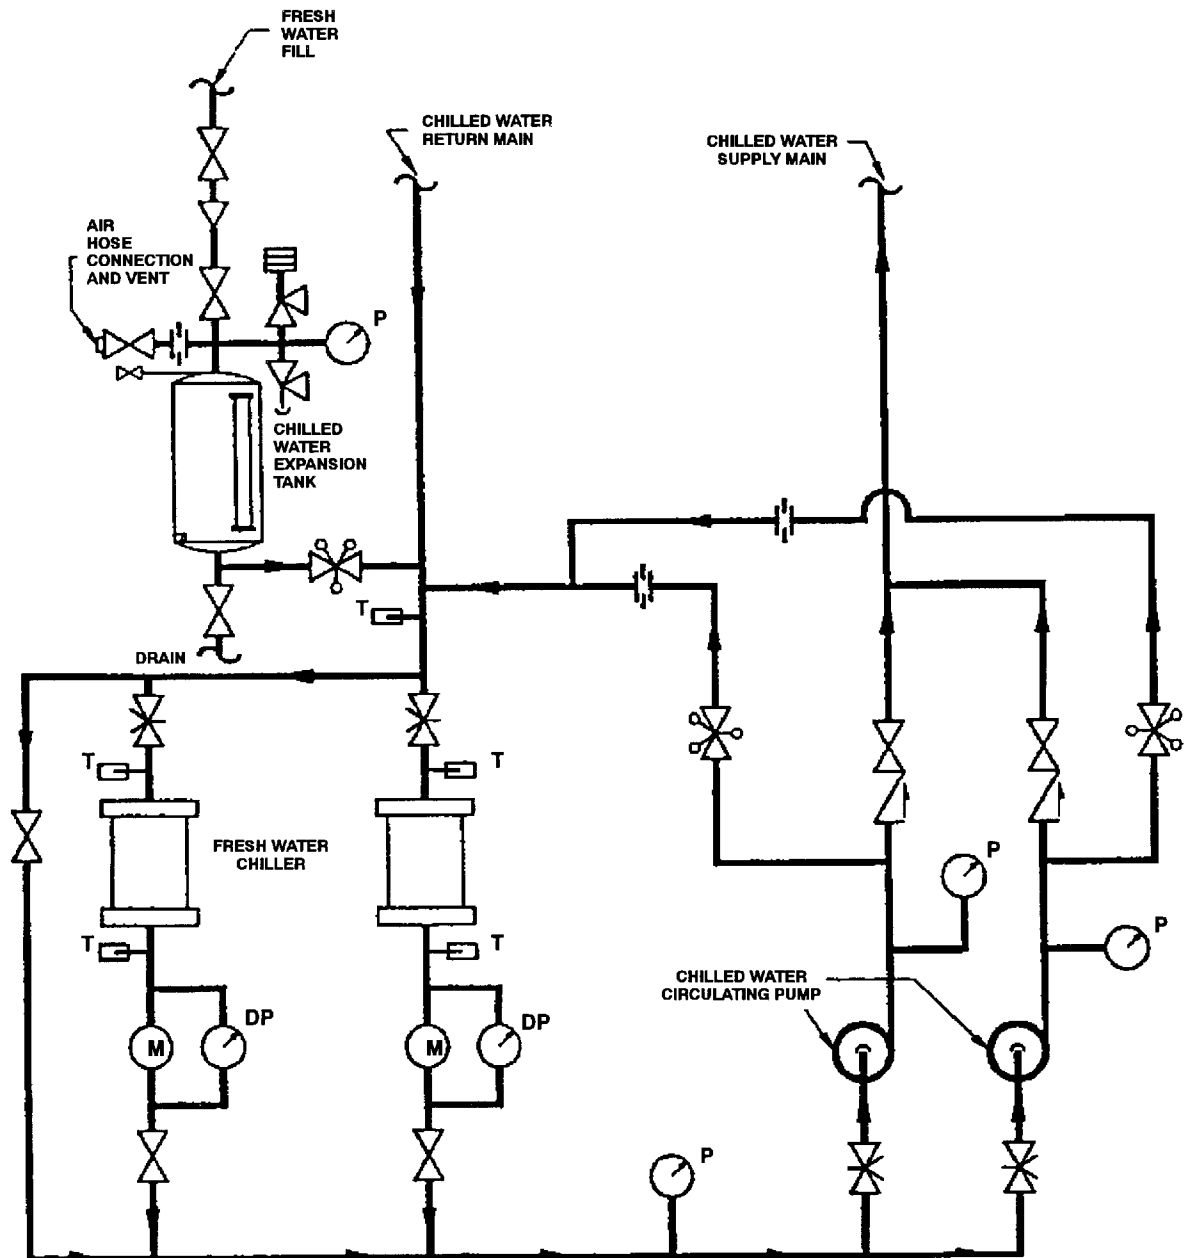 FRESH
WATER
FILL
CHILLED WATER
RETURN MAIN
CHILLED WATER
SUPPLY MAIN
AIR
HOSE
CONNECTION
AND VENT
P
CHILLED
WATER
EXPANSION
TANK
T
DRAIN
T
T
FRESH WATER
CHILLER
P
T
T
P
CHILLED WATER
CIRCULATING PUMP
DP
DP
M
M
P